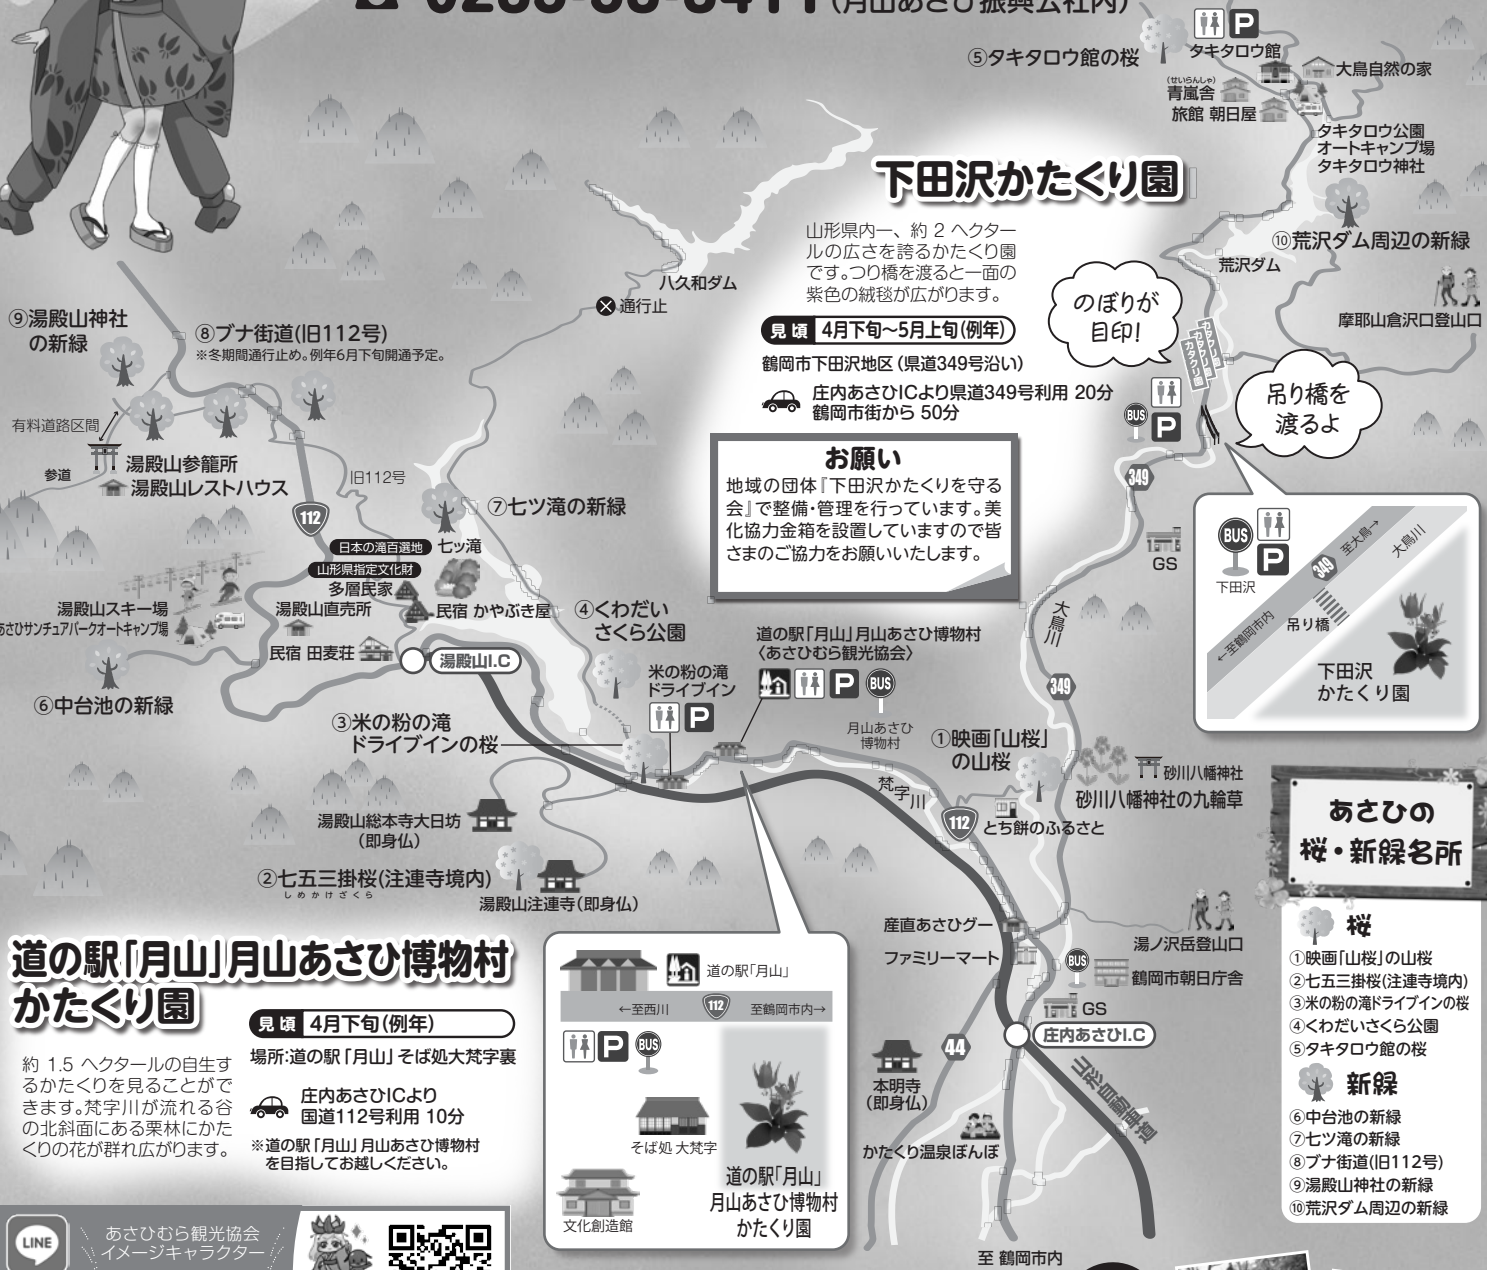 (月山あさひ振興公社内)
⑤タキタロウ館の桜
タキタロウ館
大鳥自然の家
(せいらんしゃ)
青嵐舎
旅館 朝日屋
タキタロウ公園
オートキャンプ場
タキタロウ神社
下田沢かたくり園
山形県内一、約 2 ヘクター
ルの広さを誇るかたくり園
です。つり橋を渡ると一面の
紫色の絨毯が広がります。
見頃 4月下旬〜5月上旬(例年)
鶴岡市下田沢地区(県道349号沿い)
庄内あさひICより県道349号利用 20分
鶴岡市街から 50分
お願い
地域の団体『下田沢かたくりを守る
会』で整備・管理を行っています。美
化協力金箱を設置していますので皆
さまのご協力をお願いいたします。
⑩荒沢ダム周辺の新緑
荒沢ダム
のぼりが
目印!
カタクリ園
カタクリ園
カタクリ園
摩耶山倉沢口登山口
吊り橋を
渡るよ
BUS
P
349
GS
大鳥川
349
BUS
P
下田沢
←至鶴岡市内
349
至大鳥→
大鳥川
吊り橋
下田沢
かたくり園
八久和ダム
通行止
⑨湯殿山神社
の新緑
⑧ブナ街道(旧112号)
※冬期間通行止め。例年6月下旬開通予定。
有料道路区間
参道
湯殿山参籠所
湯殿山レストハウス
旧112号
112
⑦七ツ滝の新緑
日本の滝百選地
七ッ滝
山形県指定文化財
多層民家
民宿 かやぶき屋
湯殿山スキー場
あさひサンチュアパークオートキャンプ場
湯殿山直売所
民宿 田麦荘
湯殿山I.C
⑥中台池の新緑
④くわだい
さくら公園
③米の粉の滝
ドライブインの桜
米の粉の滝
ドライブイン
P
道の駅「月山」月山あさひ博物村
〈あさひむら観光協会〉
P
BUS
月山あさひ
博物村
①映画「山桜」
の山桜
梵字川
112
とち餅のふるさと
砂川八幡神社
砂川八幡神社の九輪草
湯殿山総本寺大日坊
(即身仏)
②七五三掛桜(注連寺境内)
しめかけざくら
湯殿山注連寺(即身仏)
産直あさひグー
ファミリーマート
BUS
湯ノ沢岳登山口
鶴岡市朝日庁舎
GS
庄内あさひI.C
44
本明寺
(即身仏)
かたくり温泉ぼんぼ
山形自動車道
至 鶴岡市内
道の駅「月山」月山あさひ博物村
かたくり園
見頃 4月下旬(例年)
約 1.5 ヘクタールの自生す
るかたくりを見ることがで
きます。梵字川が流れる谷
の北斜面にある栗林にかた
くりの花が群れ広がります。
場所:道の駅「月山」そば処大梵字裏
庄内あさひICより
国道112号利用 10分
※道の駅「月山」月山あさひ博物村
を目指してお越しください。
道の駅「月山」
←至西川
112
至鶴岡市内→
P
BUS
そば処 大梵字
文化創造館
道の駅「月山」
月山あさひ博物村
かたくり園
あさひの
桜・新緑名所
桜
①映画「山桜」の山桜
②七五三掛桜(注連寺境内)
③米の粉の滝ドライブインの桜
④くわだいさくら公園
⑤タキタロウ館の桜
新緑
⑥中台池の新緑
⑦七ツ滝の新緑
⑧ブナ街道(旧112号)
⑨湯殿山神社の新緑
⑩荒沢ダム周辺の新緑
LINE
あさひむら観光協会
イメージキャラクター